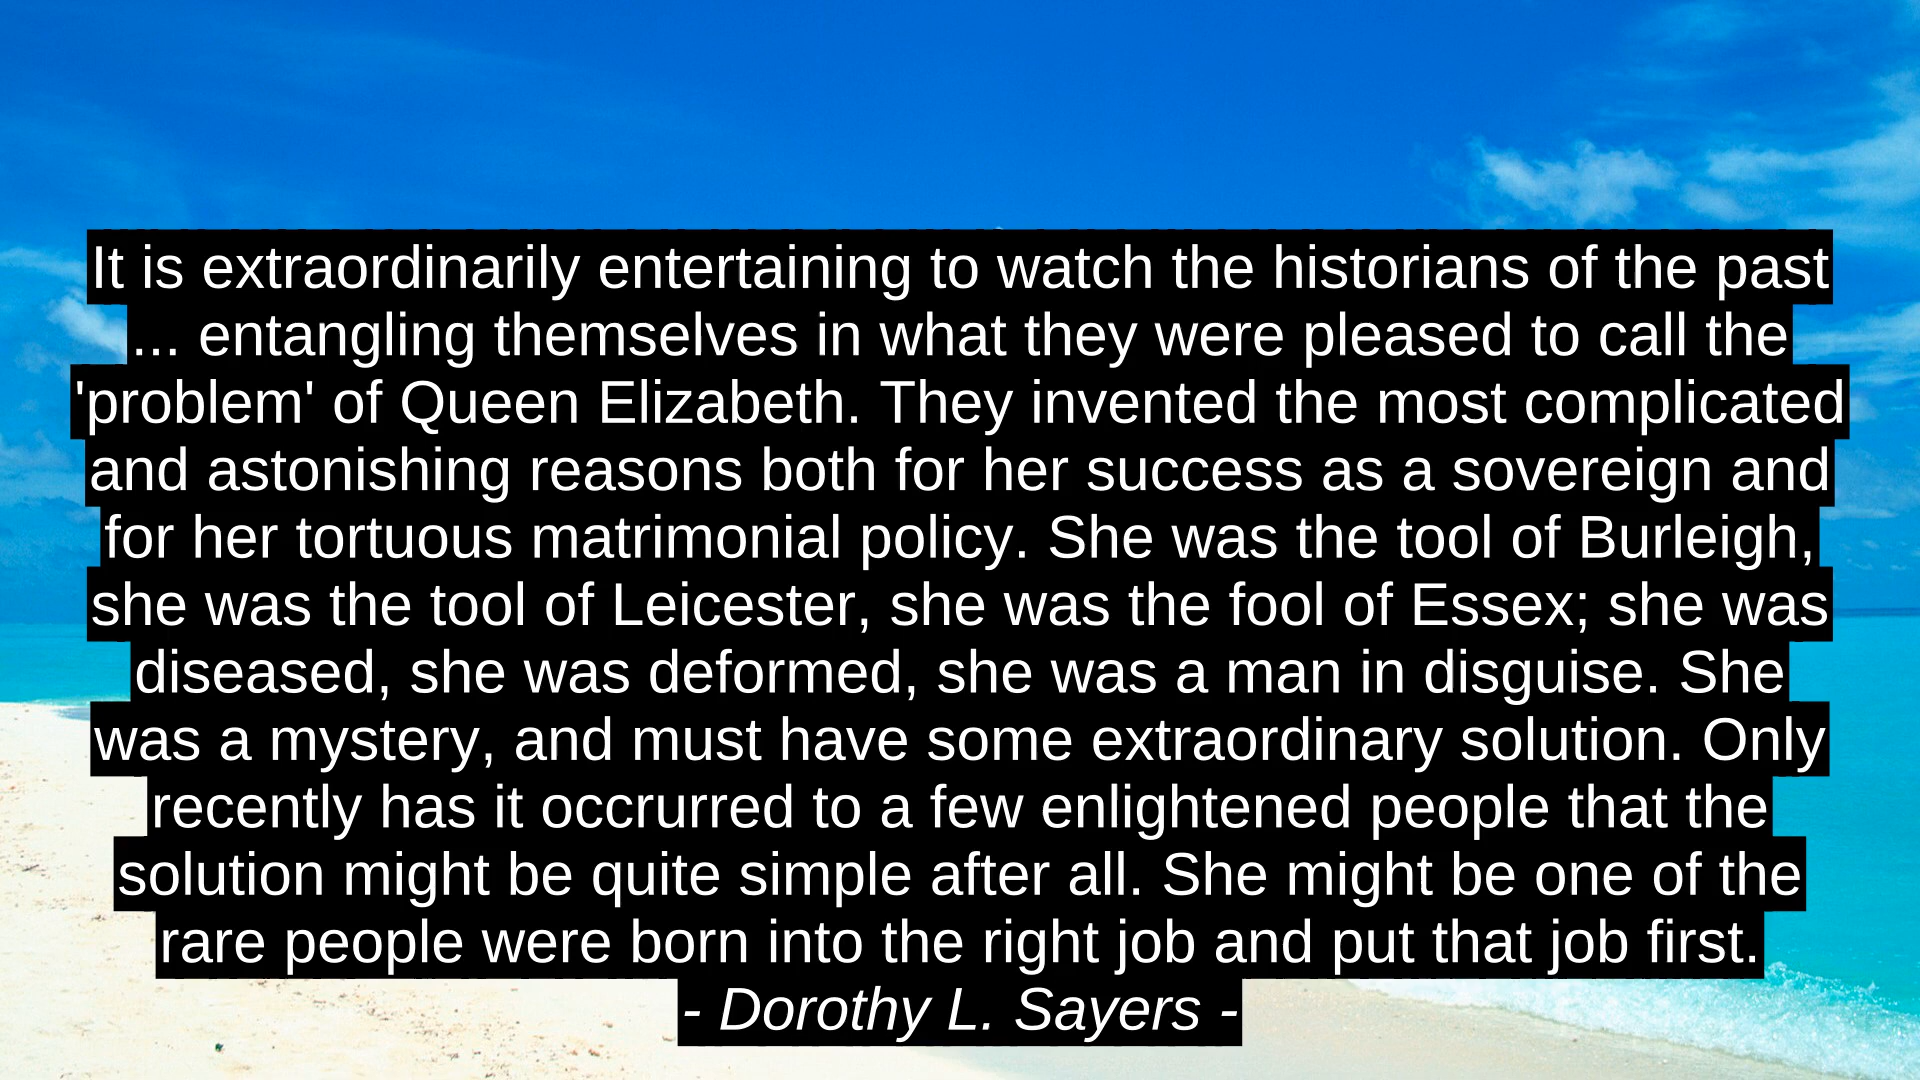 It is extraordinarily entertaining to watch the historians of the past
... entangling themselves in what they were pleased to call the
'problem' of Queen Elizabeth. They invented the most complicated
and astonishing reasons both for her success as a sovereign and
for her tortuous matrimonial policy. She was the tool of Burleigh,
she was the tool of Leicester, she was the fool of Essex; she was
diseased, she was deformed, she was a man in disguise. She
was a mystery, and must have some extraordinary solution. Only
recently has it occrurred to a few enlightened people that the
solution might be quite simple after all. She might be one of the
rare people were born into the right job and put that job first.
- Dorothy L. Sayers -